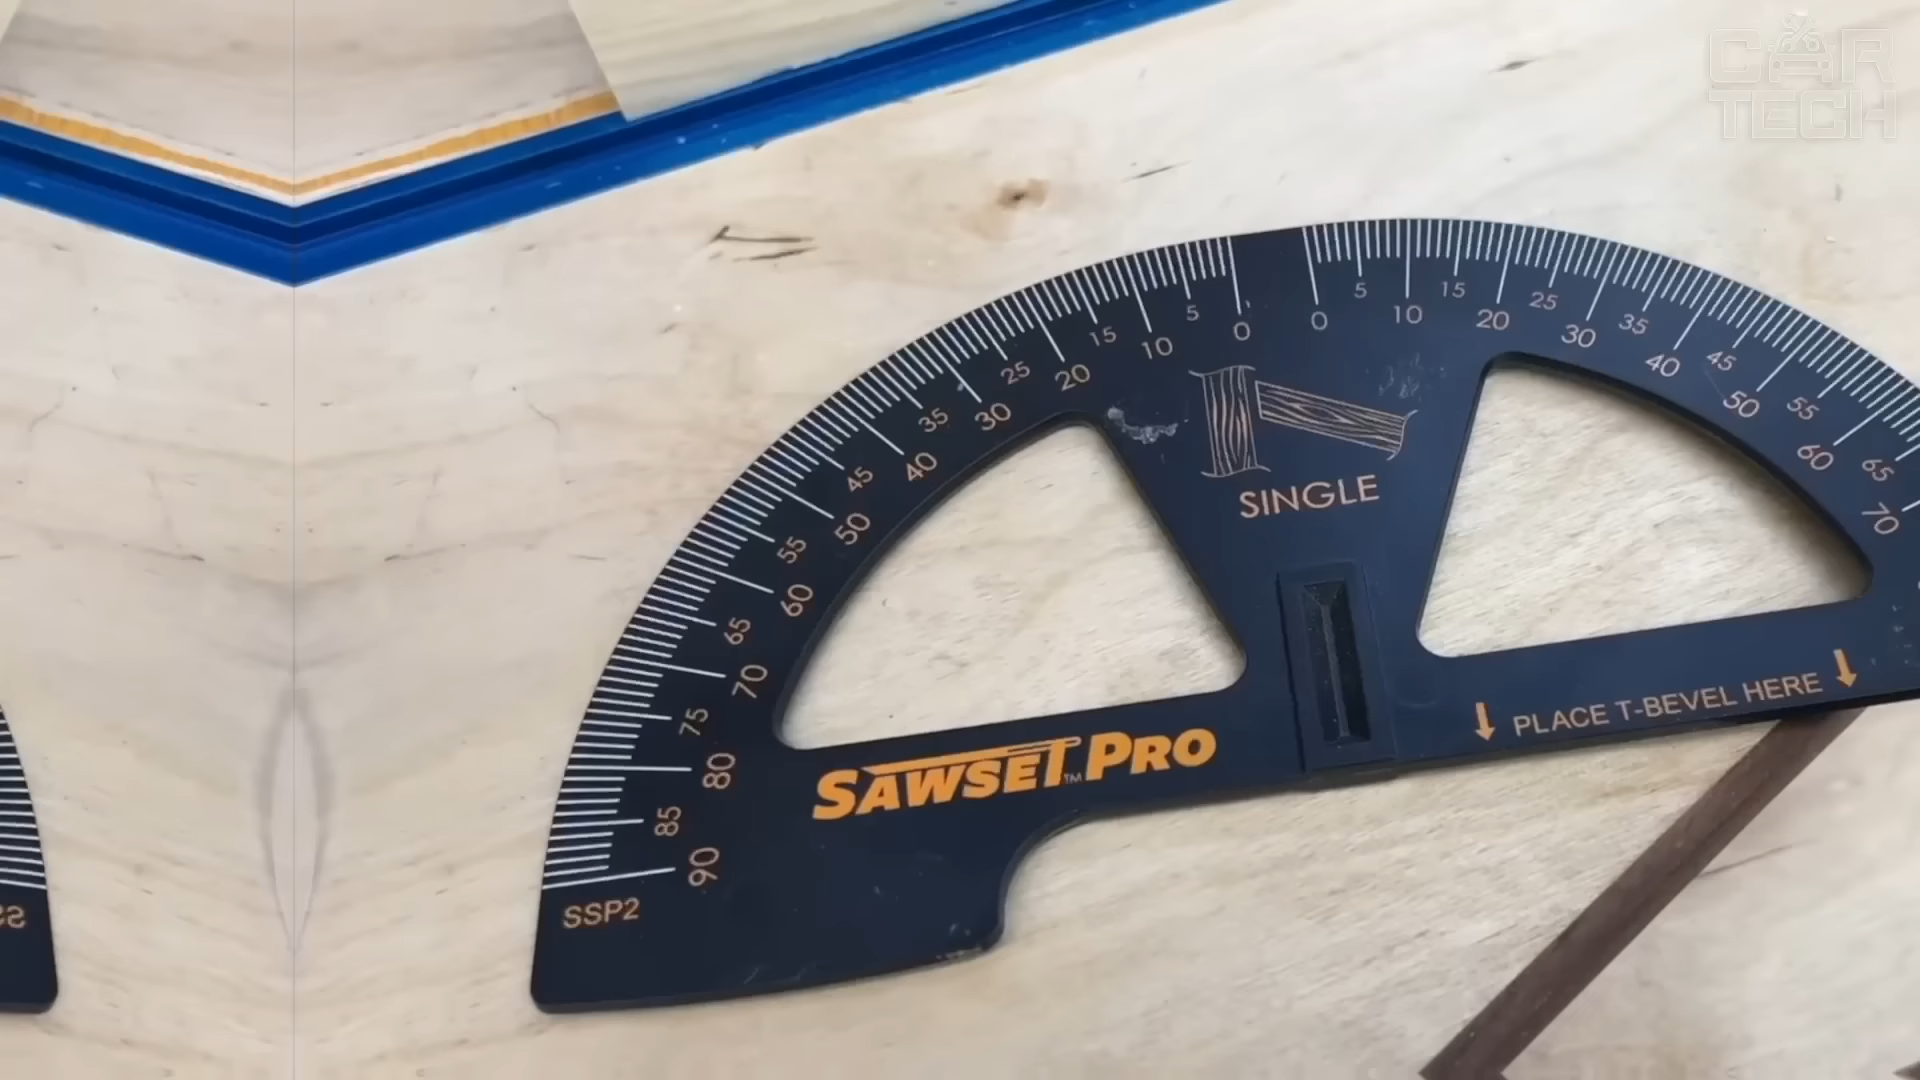 CAR
TECH
0 5 10 15 20 25 30 35 40 45 50 55 60 65 70
0 5 10 15 20 25 30 35 40 45 50 55 60 65 70 75 80 85 90
SINGLE
PLACE T-BEVEL HERE
SAWSET™ PRO
SSP2